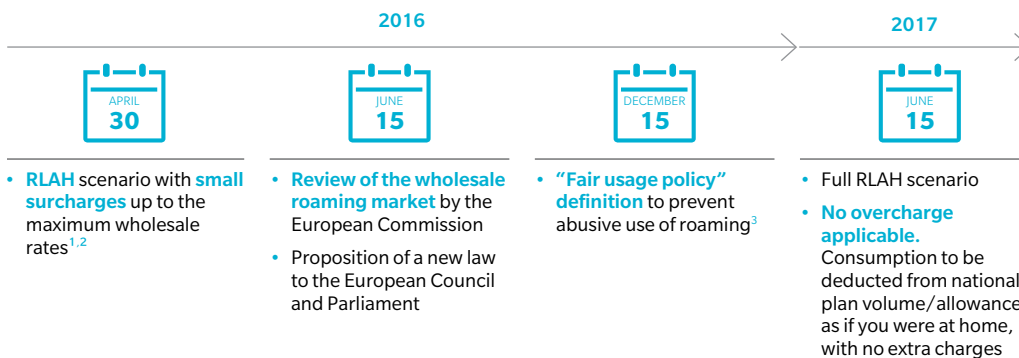 2016
2017
APRIL
30
JUNE
15
DECEMBER
15
JUNE
15
• RLAH scenario with small
surcharges up to the
maximum wholesale
rates1,2
• Review of the wholesale
roaming market by the
European Commission
• Proposition of a new law
to the European Council
and Parliament
• “Fair usage policy”
definition to prevent
abusive use of roaming3
• Full RLAH scenario
• No overcharge
applicable.
Consumption to be
deducted from national
plan volume/allowance
as if you were at home,
with no extra charges